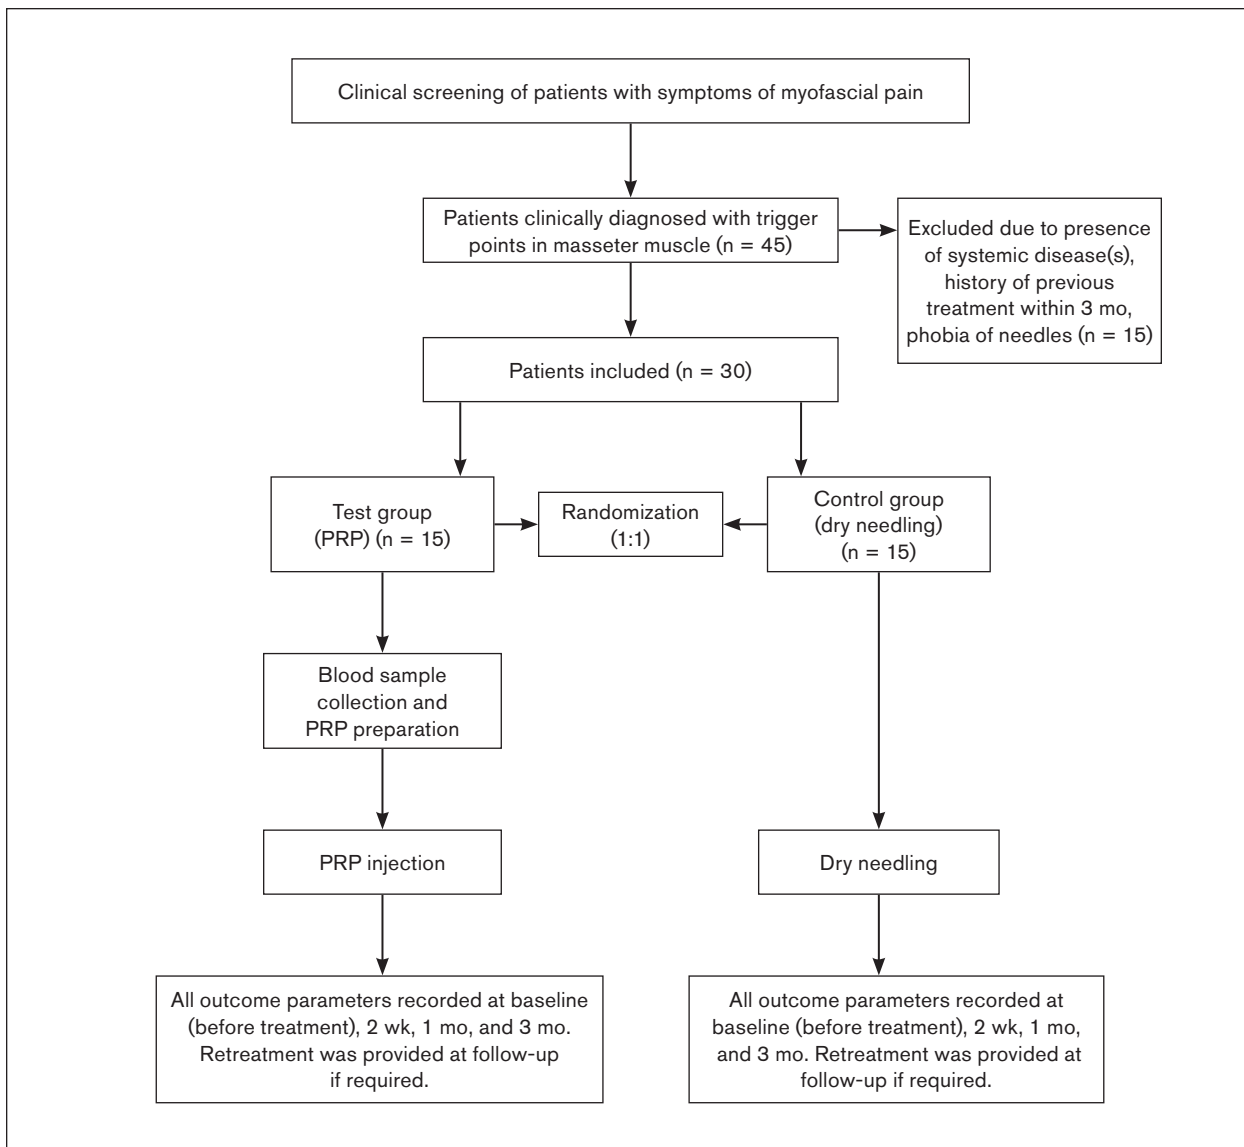 Clinical screening of patients with symptoms of myofascial pain
Patients clinically diagnosed with trigger
points in masseter muscle (n = 45)
Excluded due to presence
of systemic disease(s),
history of previous
treatment within 3 mo,
phobia of needles (n = 15)
Patients included (n = 30)
Test group
(PRP) (n = 15)
Randomization
(1:1)
Control group
(dry needling)
(n = 15)
Blood sample
collection and
PRP preparation
PRP injection
Dry needling
All outcome parameters recorded at baseline
(before treatment), 2 wk, 1 mo, and 3 mo.
Retreatment was provided at follow-up
if required.
All outcome parameters recorded at
baseline (before treatment), 2 wk, 1 mo,
and 3 mo. Retreatment was provided at
follow-up if required.